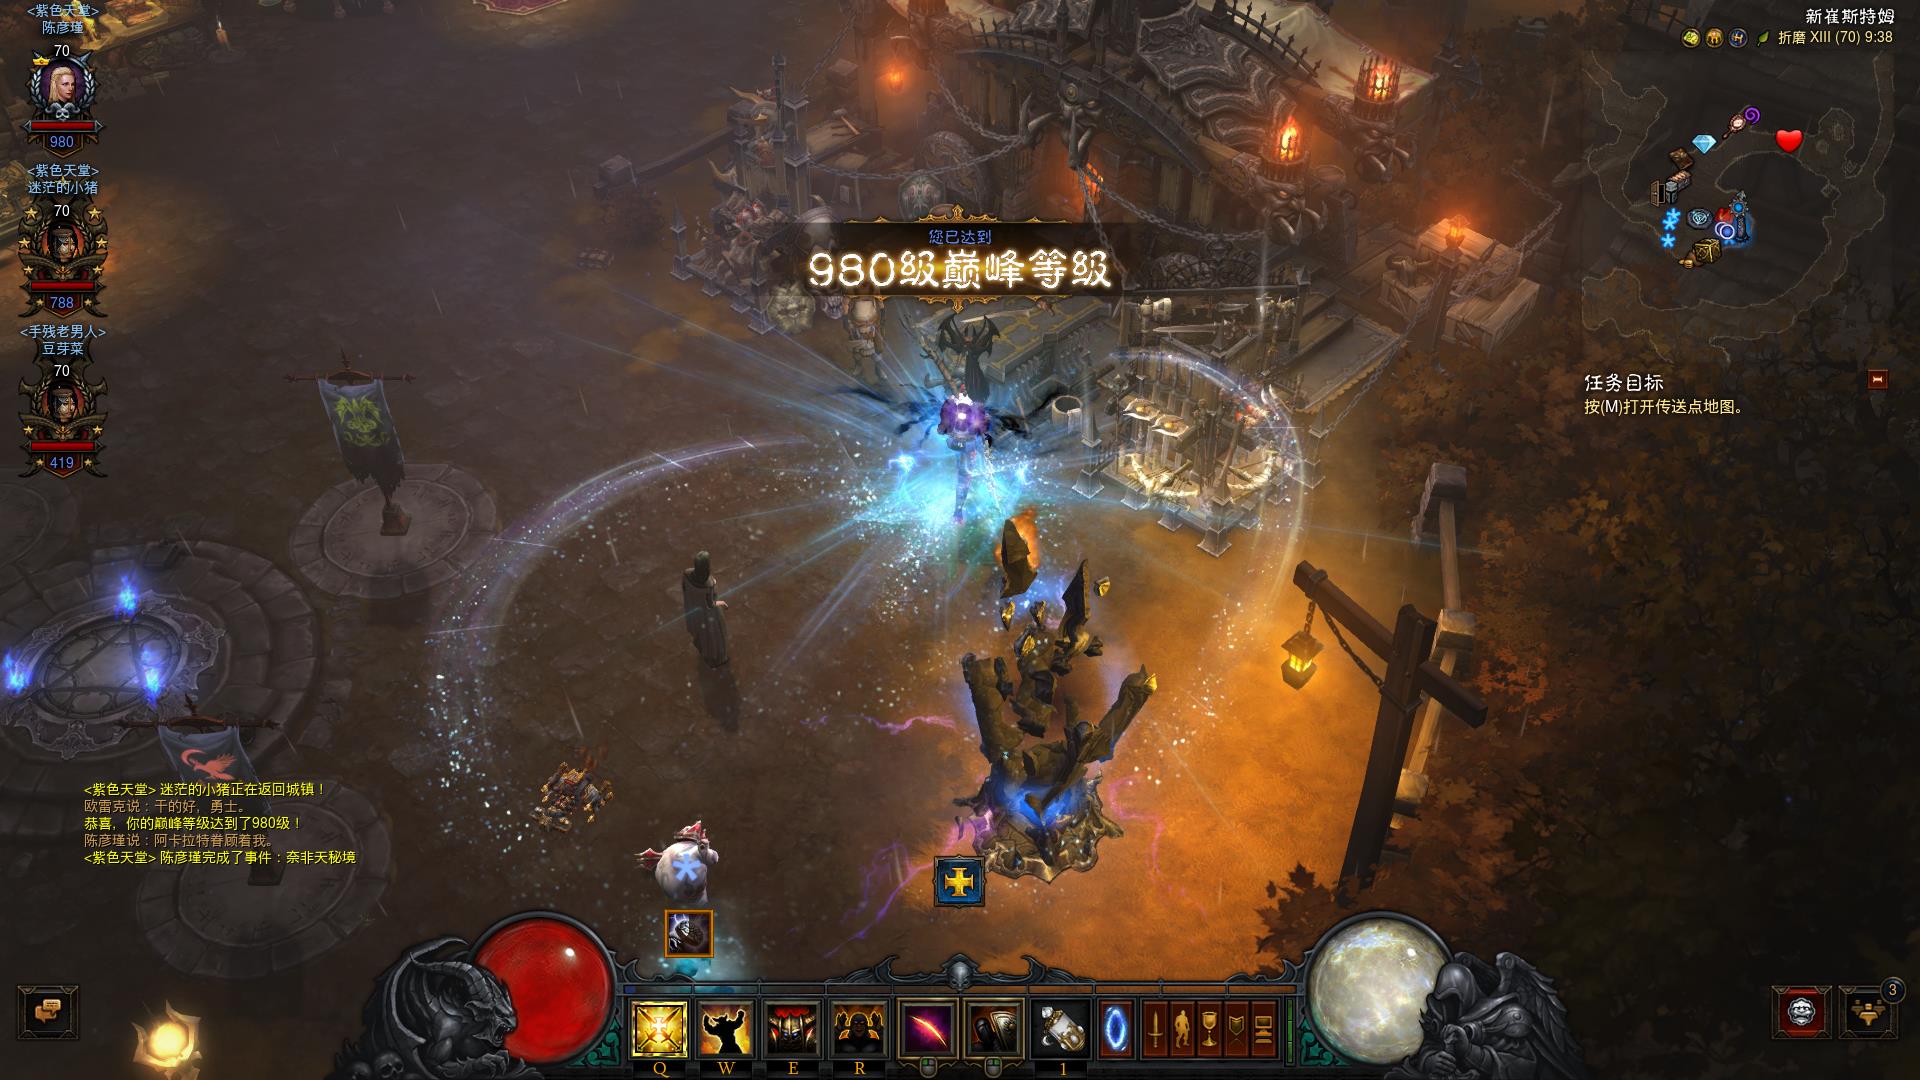 <紫色天堂>
陈彦瑾
70
980
<紫色天堂>
迷茫的小猪
70
788
<手残老男人>
豆芽菜
70
419
您已达到
980级巅峰等级
新崔斯特姆
折磨 XIII (70) 9:38
任务目标
按(M)打开传送点地图。
<紫色天堂> 迷茫的小猪正在返回城镇！
欧雷克说：干的好，勇士。
恭喜，你的巅峰等级达到了980级！
陈彦瑾说：阿卡拉特眷顾着我。
<紫色天堂> 陈彦瑾完成了事件：奈非天秘境
Q W E R 1
3